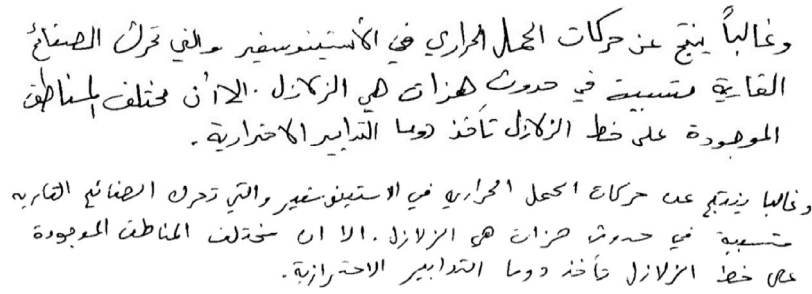 وغالباً ينتج عن حركات الحمل الحراري في الأستينوسفير والتي تحرك الصفائح
القارية متسببة في حدوث هزات هي الزلازل. إلا أن مختلف المناطق
الموجودة على خط الزلازل تأخذ دوما التدابير الاحترازية.
وغالبا ينتج عن حركات الحمل الحراري في الاستينوسفير والتي تحرك الصفائح القاريه
متسببة في حدوث هزات هي الزلازل. الا ان مختلف المناطق الموجودة
على خط الزلازل تأخذ دوما التدابير الاحترازية.